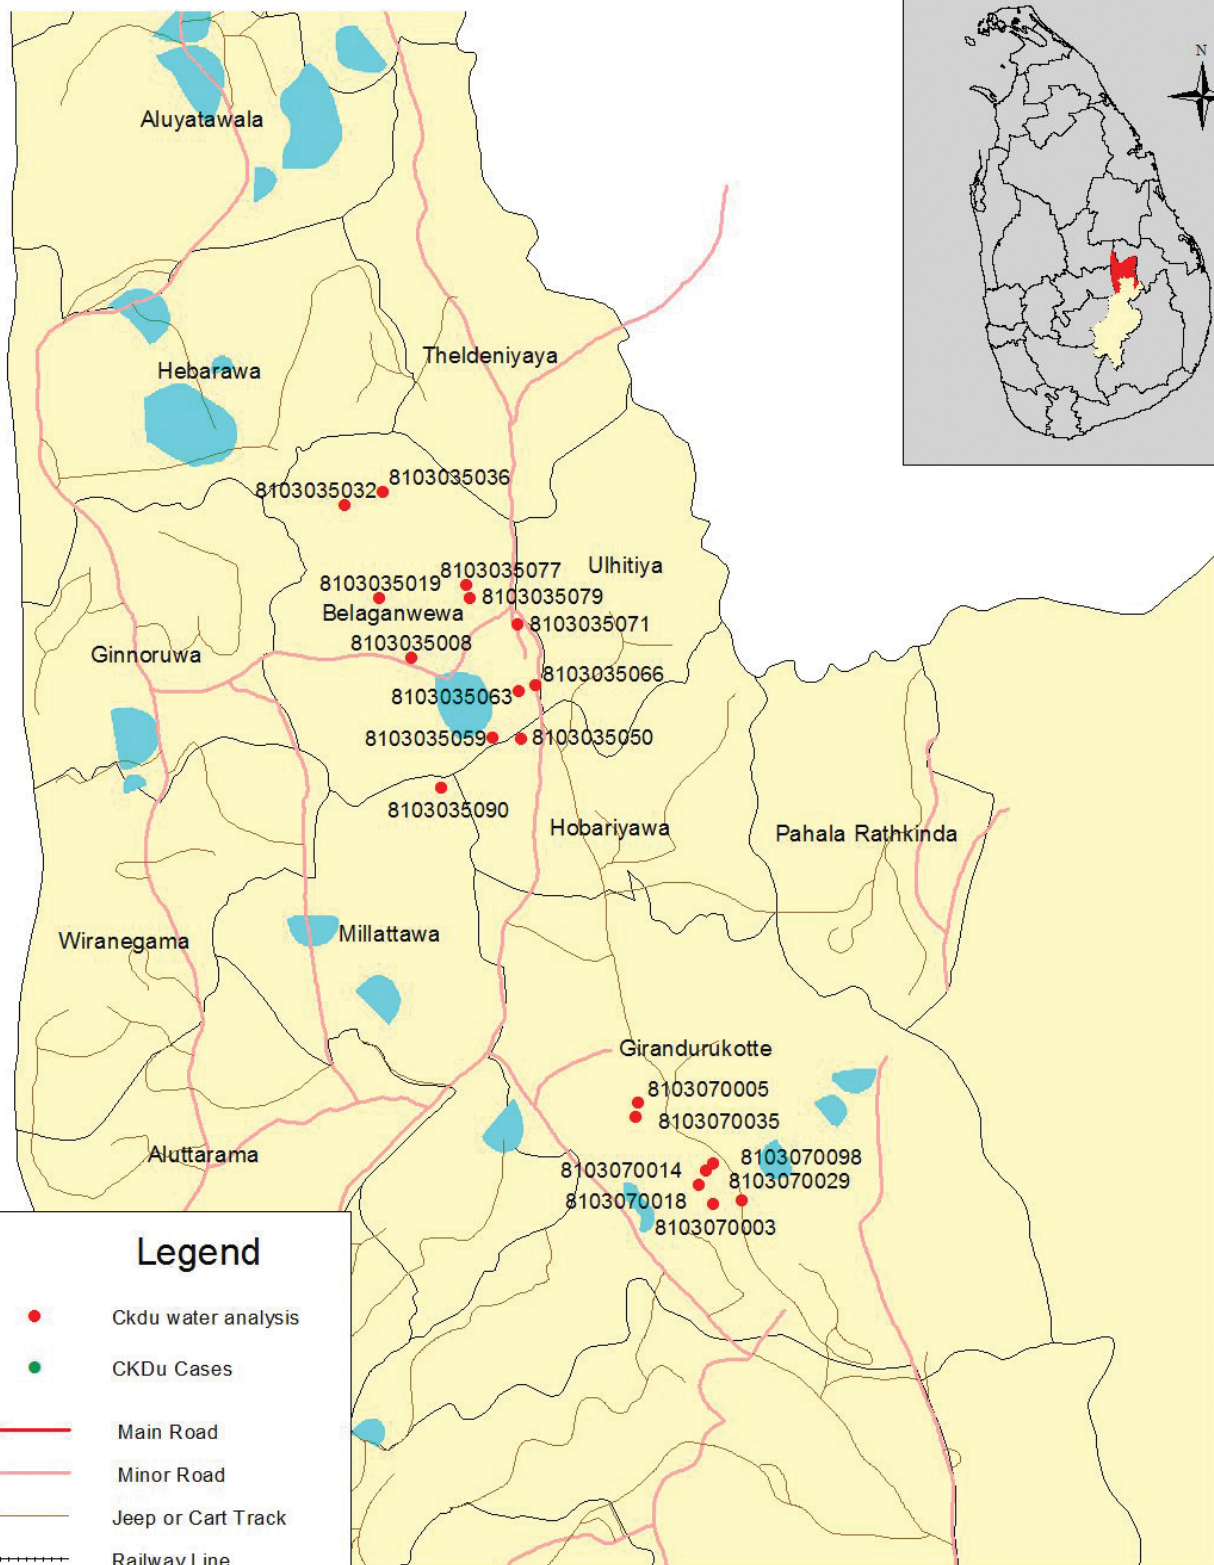 N
Aluyatawala
Theldeniyaya
Hebarawa
8103035036
8103035032
Ulhitiya
8103035077
8103035019
8103035079
Belaganwewa
8103035071
8103035008
Ginnoruwa
8103035066
8103035063
8103035059
8103035050
8103035090
Hobariyawa
Pahala Rathkinda
Wiranegama
Millattawa
Girandurukotte
8103070005
8103070035
Aluttarama
8103070098
8103070014
8103070029
8103070018
8103070003
Legend
Ckdu water analysis
CKDu Cases
Main Road
Minor Road
Jeep or Cart Track
Railway Line